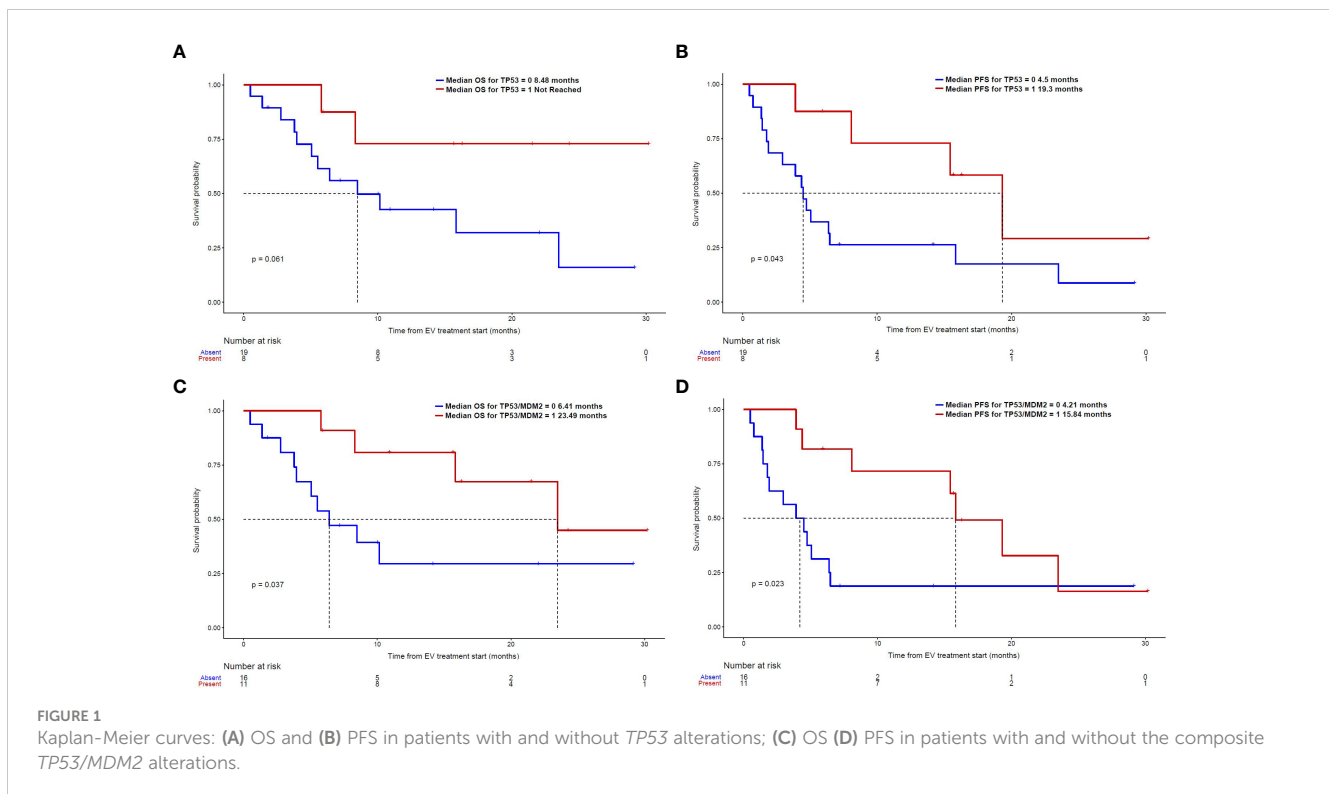 A
Median OS for TP53 = 0 8.48 months
Median OS for TP53 = 1 Not Reached
1.00
0.75
0.50
0.25
0.00
Survival probability
p = 0.061
0 10 20 30
Time from EV treatment start (months)
Number at risk
Absent 19 8 3 0
Present 8 5 3 1
B
Median PFS for TP53 = 0 4.5 months
Median PFS for TP53 = 1 19.3 months
1.00
0.75
0.50
0.25
0.00
Survival probability
p = 0.043
0 10 20 30
Time from EV treatment start (months)
Number at risk
Absent 19 4 2 0
Present 8 5 1 1
C
Median OS for TP53/MDM2 = 0 6.41 months
Median OS for TP53/MDM2 = 1 23.49 months
1.00
0.75
0.50
0.25
0.00
Survival probability
p = 0.037
0 10 20 30
Time from EV treatment start (months)
Number at risk
Absent 16 5 2 0
Present 11 8 4 1
D
Median PFS for TP53/MDM2 = 0 4.21 months
Median PFS for TP53/MDM2 = 1 15.84 months
1.00
0.75
0.50
0.25
0.00
Survival probability
p = 0.023
0 10 20 30
Time from EV treatment start (months)
Number at risk
Absent 16 2 1 0
Present 11 7 2 1
FIGURE 1
Kaplan-Meier curves: (A) OS and (B) PFS in patients with and without TP53 alterations; (C) OS (D) PFS in patients with and without the composite
TP53/MDM2 alterations.